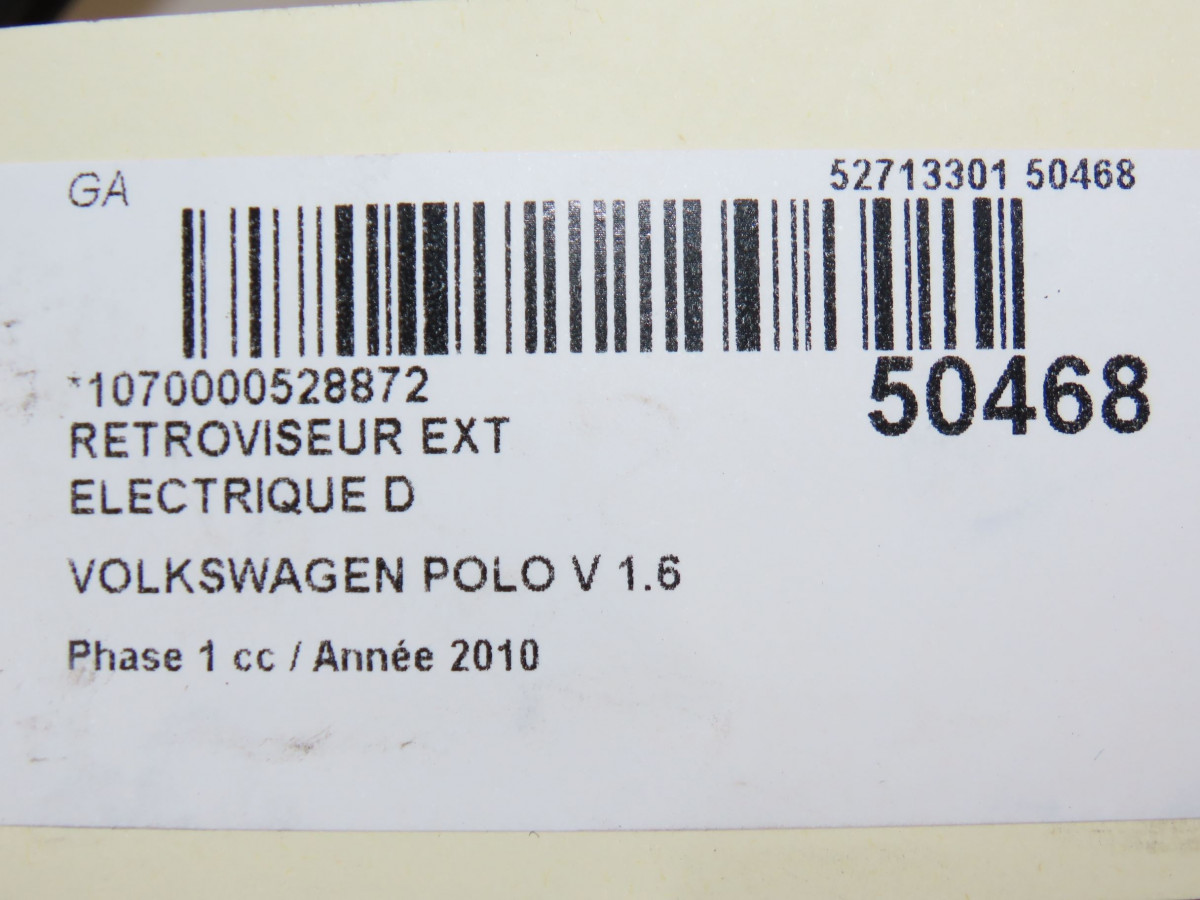 GA
52713301 50468
*1070000528872
50468
RETROVISEUR EXT
ELECTRIQUE D
VOLKSWAGEN POLO V 1.6
Phase 1 cc / Année 2010